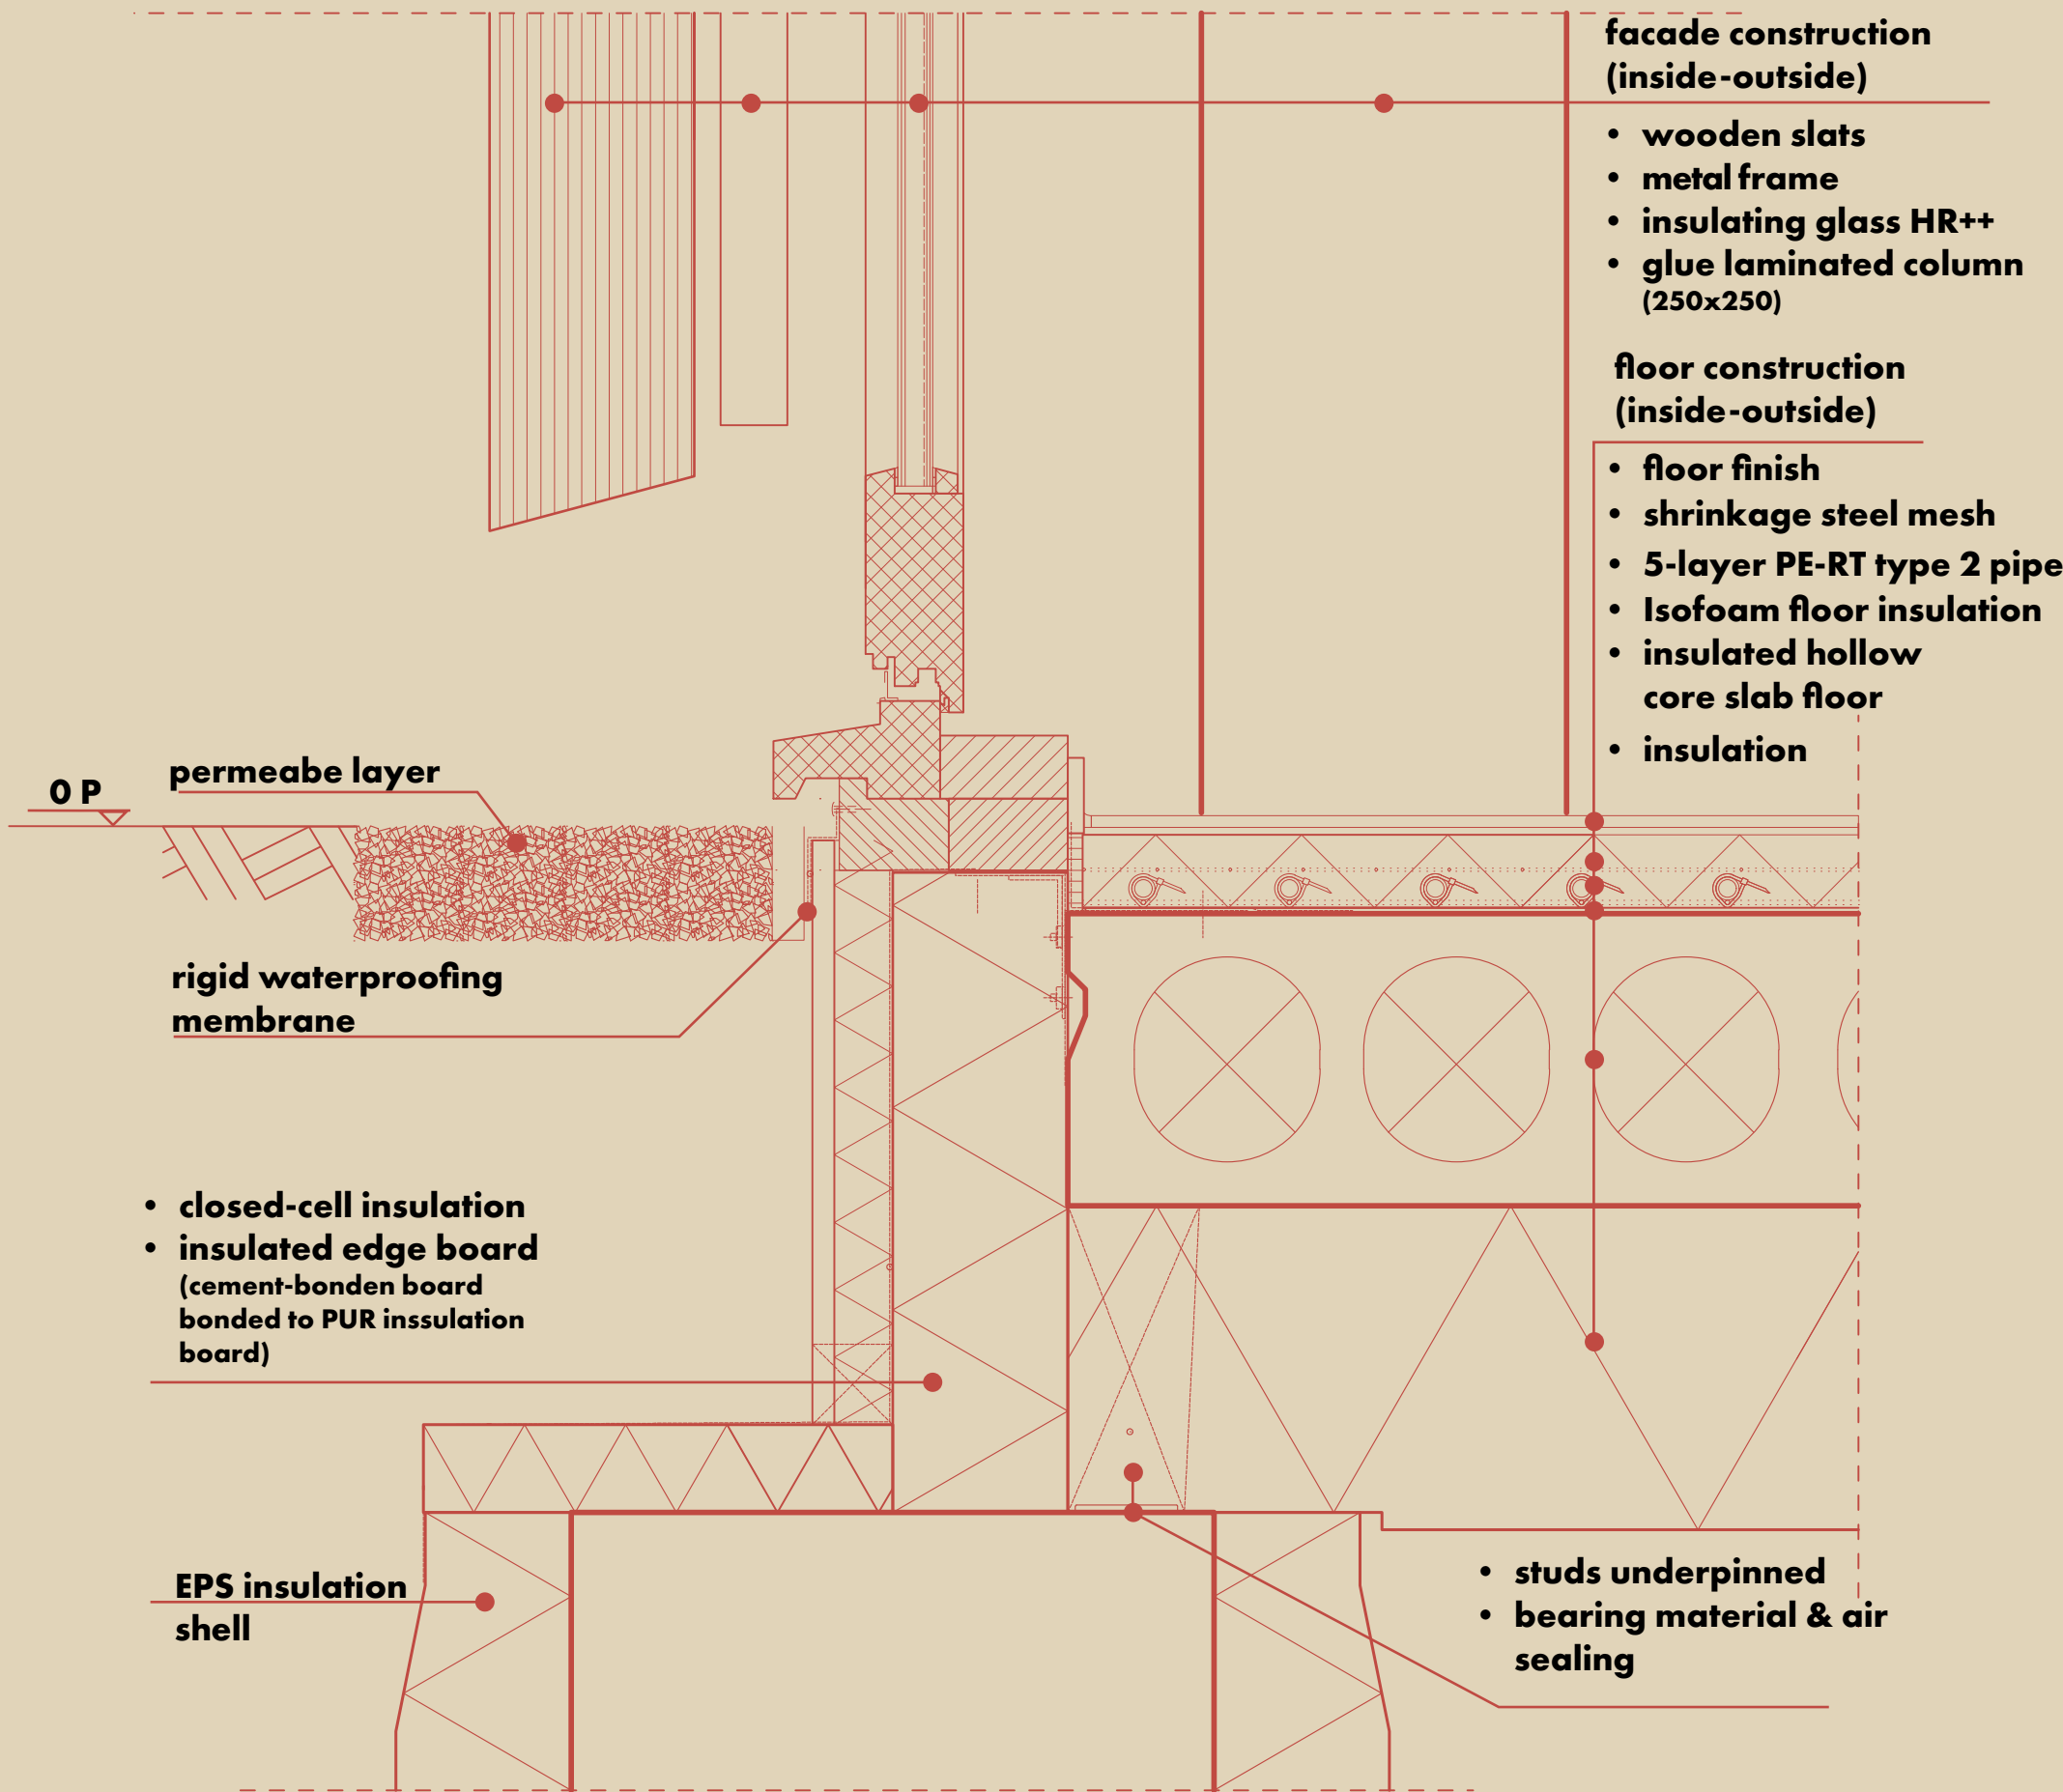 facade construction
(inside-outside)
• wooden slats
• metal frame
• insulating glass HR++
• glue laminated column
(250x250)
floor construction
(inside-outside)
• floor finish
• shrinkage steel mesh
• 5-layer PE-RT type 2 pipe
• Isofoam floor insulation
• insulated hollow
core slab floor
• insulation
permeabe layer
0 P
rigid waterproofing
membrane
• closed-cell insulation
• insulated edge board
(cement-bonden board
bonded to PUR inssulation
board)
EPS insulation
shell
• studs underpinned
• bearing material & air
sealing